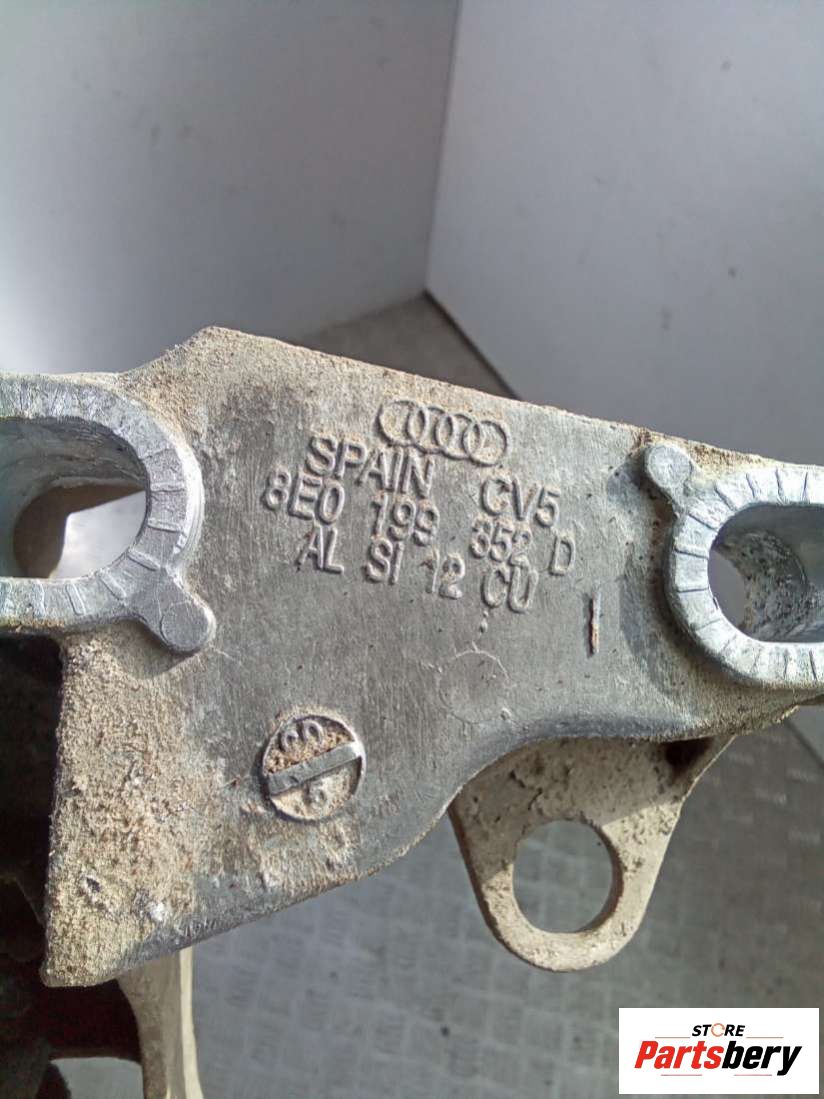 SPAIN CV5
8E0 199 352 D
AL SI 12 CU
STORE
Partsbery